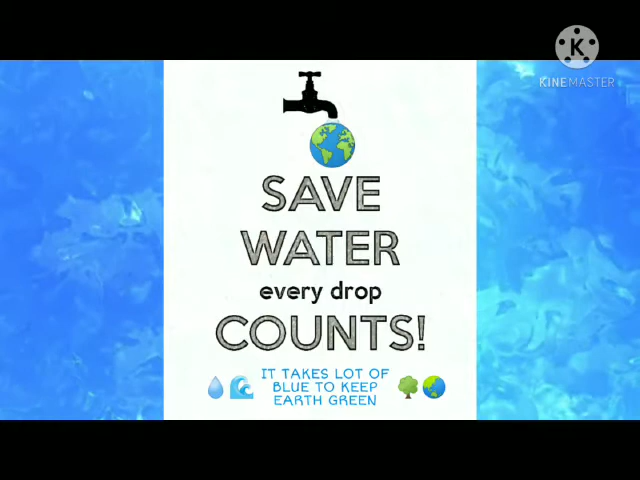 KINEMASTER
SAVE
WATER
every drop
COUNTS!
IT TAKES LOT OF
BLUE TO KEEP
EARTH GREEN